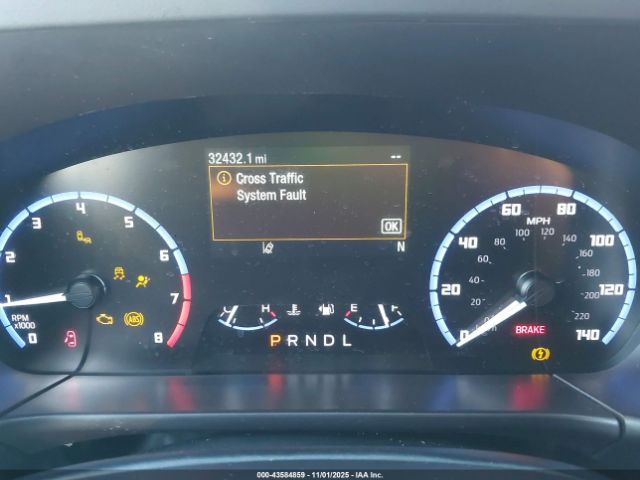 32432.1 mi --
Cross Traffic
System Fault
OK
N
0 1 2 3 4 5 6 7 8
RPM
x1000
ABS
H
E
PRNDL
0 20 40 60 80 100 120 140
MPH
20 40 60 80 100 120 140 160 180 200 220
BRAKE
000-43584859 - 11/01/2025 - IAA Inc.